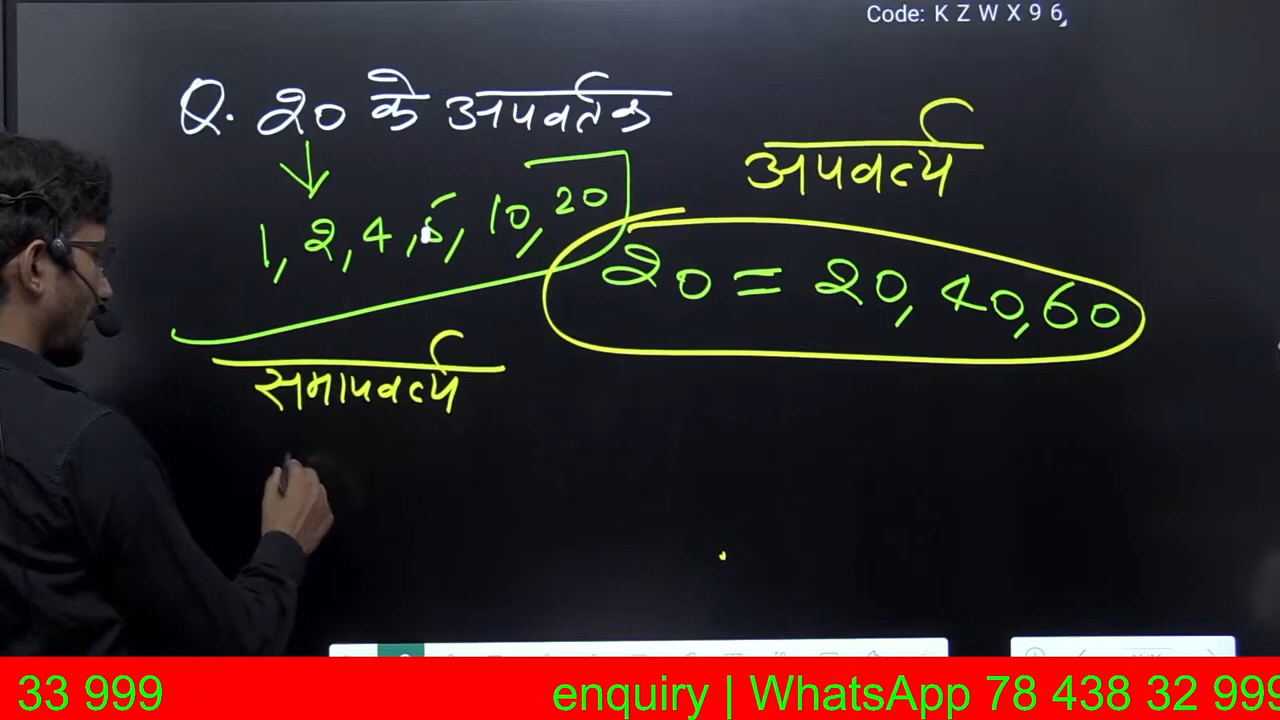 Code: K Z W X 9 6
Q. 20 के अपवर्तक
1, 2, 4, 5, 10, 20
अपवर्त्य
20 = 20, 40, 60
समापवर्त्य
33 999
enquiry | WhatsApp 78 438 32 999